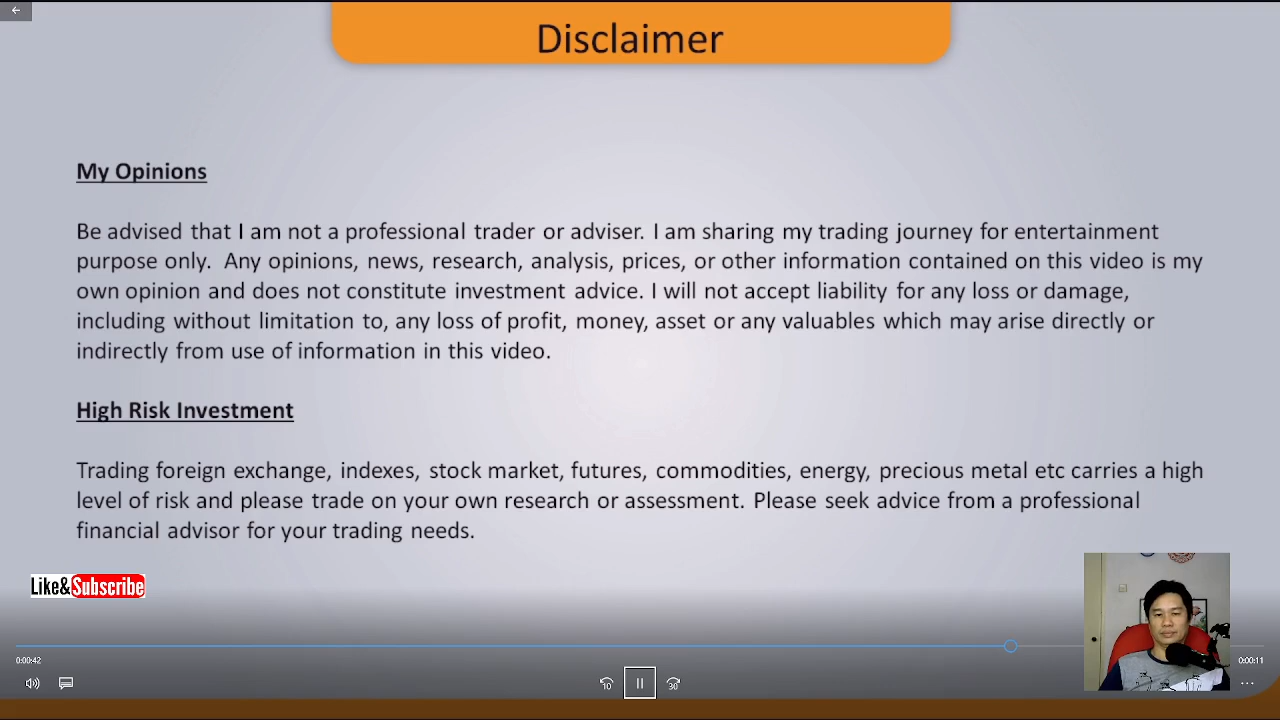 Disclaimer
My Opinions
Be advised that I am not a professional trader or adviser. I am sharing my trading journey for entertainment
purpose only.  Any opinions, news, research, analysis, prices, or other information contained on this video is my
own opinion and does not constitute investment advice. I will not accept liability for any loss or damage,
including without limitation to, any loss of profit, money, asset or any valuables which may arise directly or
indirectly from use of information in this video.
High Risk Investment
Trading foreign exchange, indexes, stock market, futures, commodities, energy, precious metal etc carries a high
level of risk and please trade on your own research or assessment. Please seek advice from a professional
financial advisor for your trading needs.
Like&Subscribe
0:00:42
0:00:11
10
30